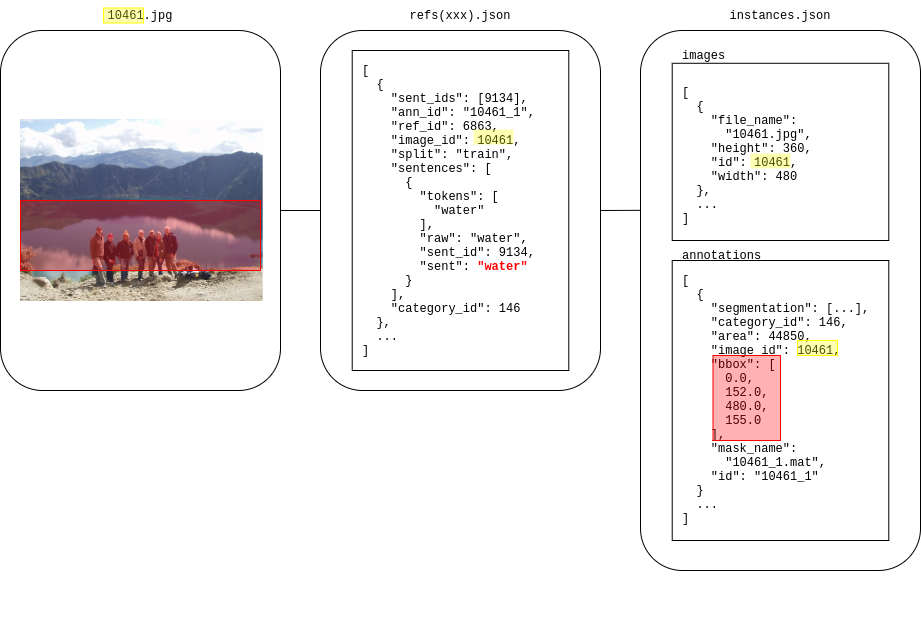 10461.jpg
refs(xxx).json
[
{
"sent_ids": [9134],
"ann_id": "10461_1",
"ref_id": 6863,
"image_id": 10461,
"split": "train",
"sentences": [
{
"tokens": [
"water"
],
"raw": "water",
"sent_id": 9134,
"sent": "water"
}
],
"category_id": 146
},
...
]
instances.json
images
[
{
"file_name":
"10461.jpg",
"height": 360,
"id": 10461,
"width": 480
},
...
]
annotations
[
{
"segmentation": [...],
"category_id": 146,
"area": 44850,
"image_id": 10461,
"bbox": [
0.0,
152.0,
480.0,
155.0
],
"mask_name":
"10461_1.mat",
"id": "10461_1"
}
...
]